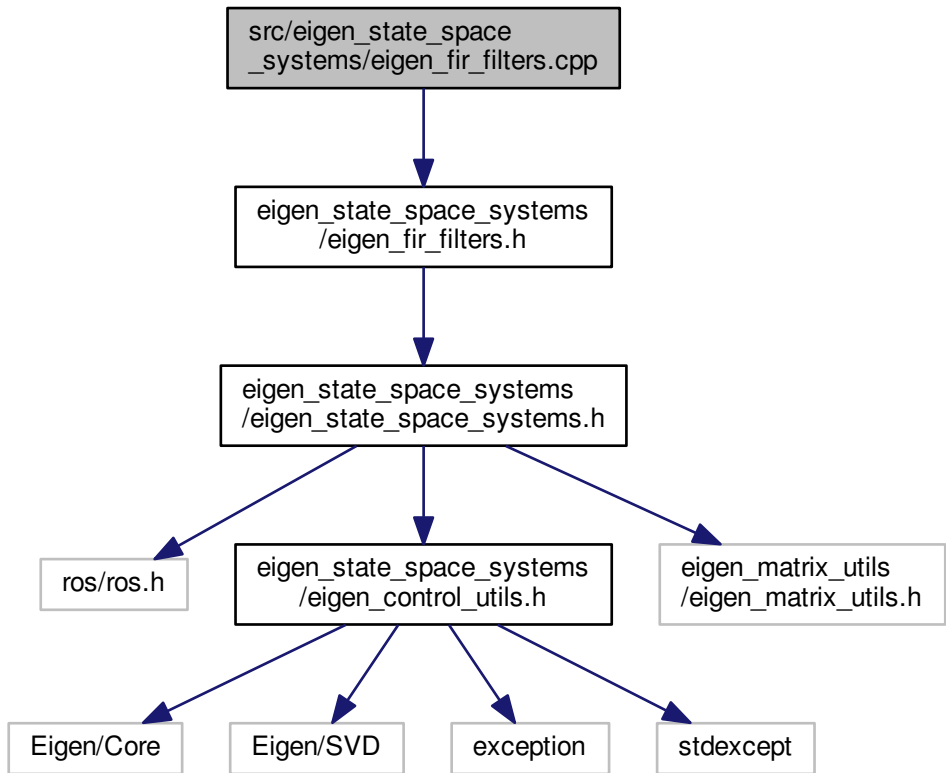 src/eigen_state_space
_systems/eigen_fir_filters.cpp
eigen_state_space_systems
/eigen_fir_filters.h
eigen_state_space_systems
/eigen_state_space_systems.h
ros/ros.h
eigen_state_space_systems
/eigen_control_utils.h
eigen_matrix_utils
/eigen_matrix_utils.h
Eigen/Core
Eigen/SVD
exception
stdexcept